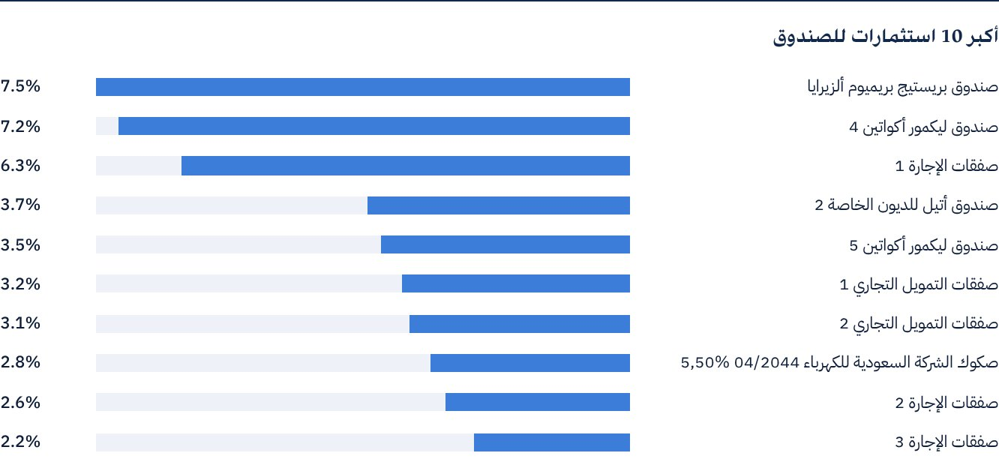 أكبر 10 استثمارات للصندوق
صندوق بريستيج بريميوم ألزيرايا 7.5%
صندوق ليكمور أكواتين 4 7.2%
صفقات الإجارة 1 6.3%
صندوق أتيل للديون الخاصة 2 3.7%
صندوق ليكمور أكواتين 5 3.5%
صفقات التمويل التجاري 1 3.2%
صفقات التمويل التجاري 2 3.1%
صكوك الشركة السعودية للكهرباء 04/2044 5,50% 2.8%
صفقات الإجارة 2 2.6%
صفقات الإجارة 3 2.2%